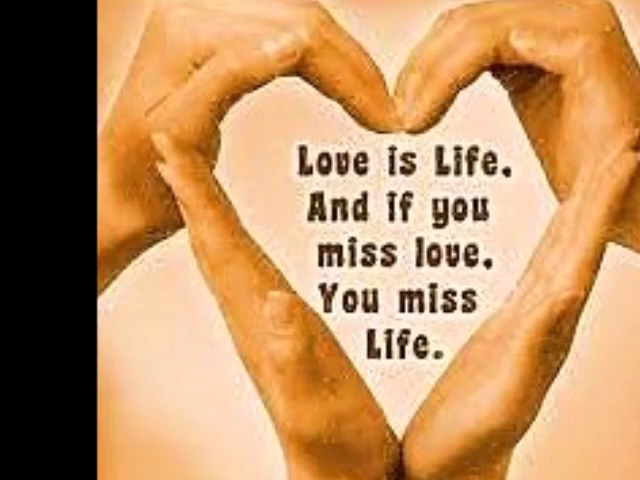 Love is Life.
And if you
miss love.
You miss
Life.